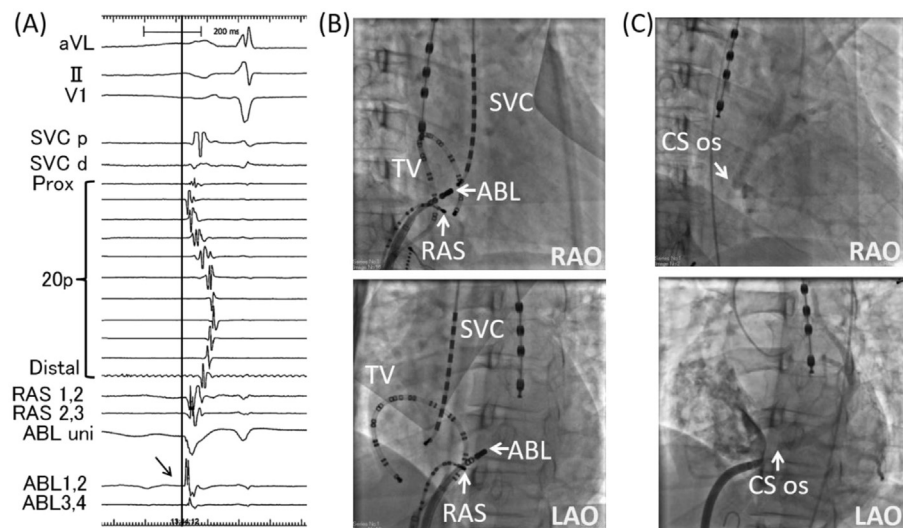 (A)
200 ms
aVL
II
V1
SVC p
SVC d
Prox
20p
Distal
RAS 1,2
RAS 2,3
ABL uni
ABL1,2
ABL3,4
(B)
SVC
TV
ABL
RAS
RAO
SVC
TV
ABL
RAS
LAO
(C)
CS os
RAO
CS os
LAO